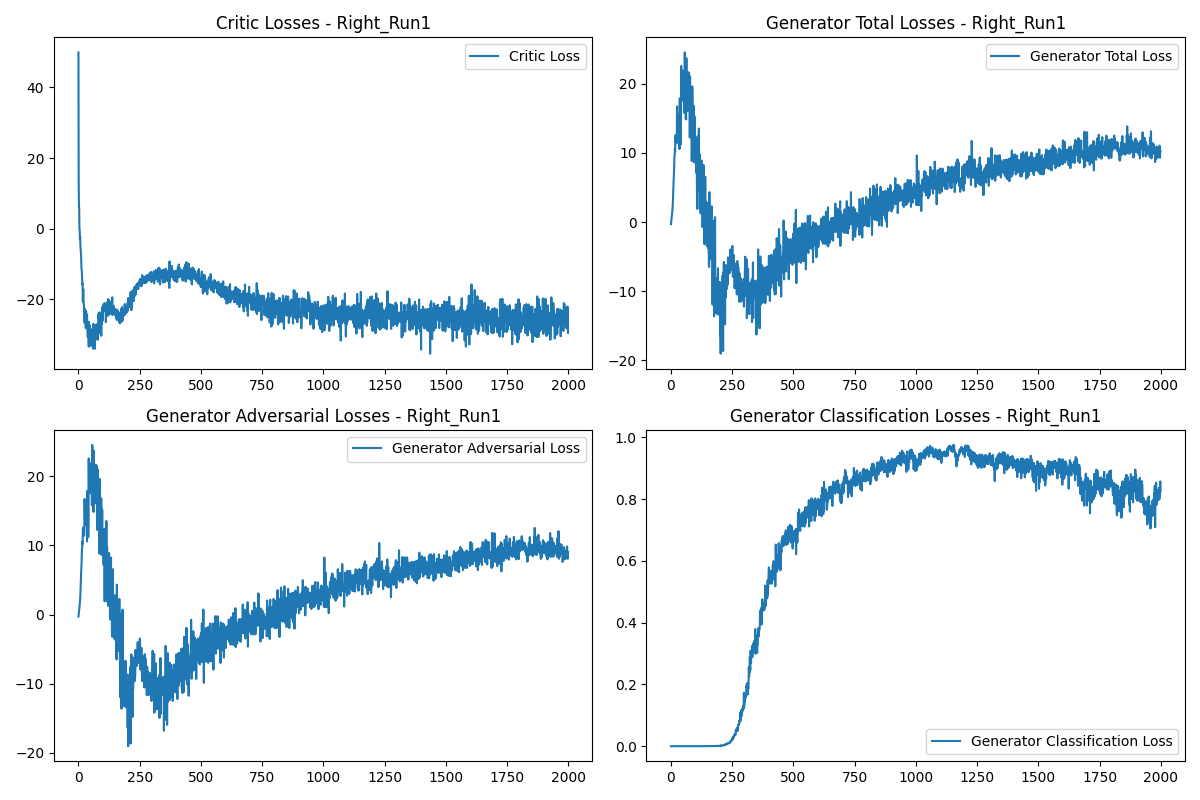 Critic Losses - Right_Run1
Critic Loss
40
20
0
−20
0 250 500 750 1000 1250 1500 1750 2000
Generator Total Losses - Right_Run1
Generator Total Loss
20
10
0
−10
−20
0 250 500 750 1000 1250 1500 1750 2000
Generator Adversarial Losses - Right_Run1
Generator Adversarial Loss
20
10
0
−10
−20
0 250 500 750 1000 1250 1500 1750 2000
Generator Classification Losses - Right_Run1
1.0
0.8
0.6
0.4
0.2
0.0
Generator Classification Loss
0 250 500 750 1000 1250 1500 1750 2000